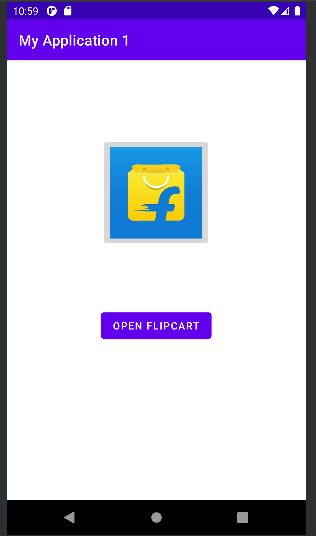 10:59
My Application 1
f
OPEN FLIPCART